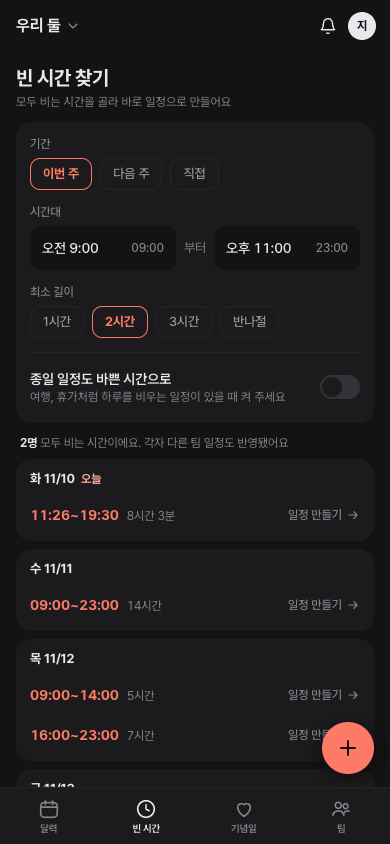 우리 둘
지
빈 시간 찾기
모두 비는 시간을 골라 바로 일정으로 만들어요
기간
이번 주 다음 주 직접
시간대
오전 9:00 09:00 부터 오후 11:00 23:00
최소 길이
1시간 2시간 3시간 반나절
종일 일정도 바쁜 시간으로
여행, 휴가처럼 하루를 비우는 일정이 있을 때 켜 주세요
2명 모두 비는 시간이에요. 각자 다른 팀 일정도 반영됐어요
화 11/10 오늘
11:26~19:30 8시간 3분 일정 만들기 →
수 11/11
09:00~23:00 14시간 일정 만들기 →
목 11/12
09:00~14:00 5시간 일정 만들기 →
16:00~23:00 7시간 일정
달력 빈 시간 기념일 팀